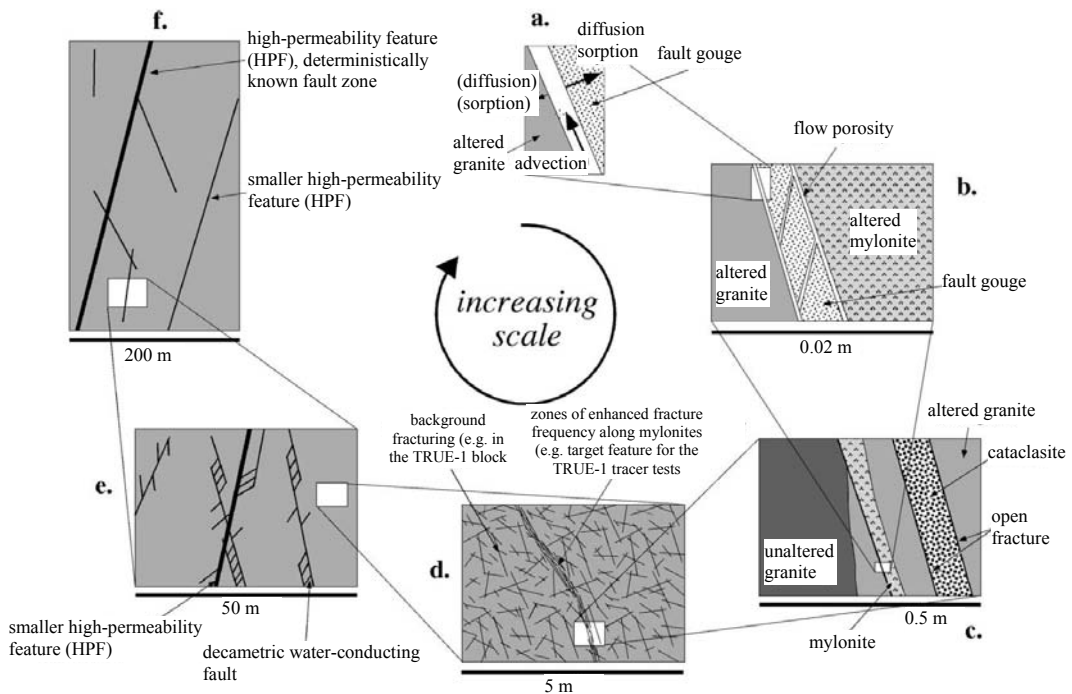 f.
high-permeability feature
(HPF), deterministically
known fault zone
smaller high-permeability
feature (HPF)
200 m
a.
diffusion
sorption
fault gouge
(diffusion)
(sorption)
altered
granite
advection
flow porosity
b.
altered
mylonite
altered
granite
fault gouge
0.02 m
increasing
scale
background
fracturing (e.g. in
the TRUE-1 block
zones of enhanced fracture
frequency along mylonites
(e.g. target feature for the
TRUE-1 tracer tests
altered granite
cataclasite
open
fracture
unaltered
granite
mylonite
0.5 m
c.
d.
5 m
e.
50 m
smaller high-permeability
feature (HPF)
decametric water-conducting
fault